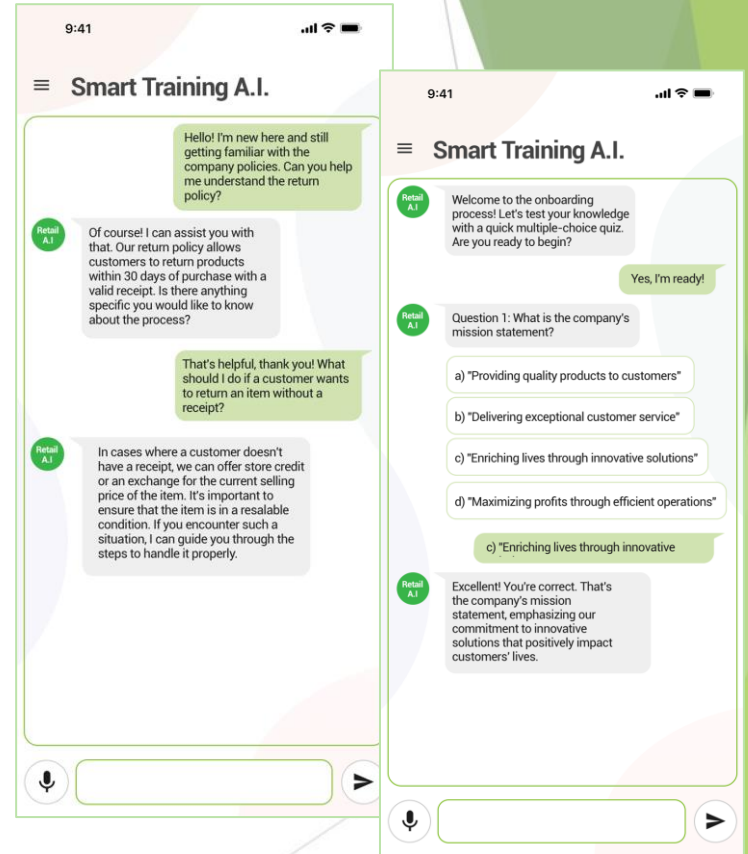 9:41
Smart Training A.I.
Hello! I'm new here and still
getting familiar with the
company policies. Can you help
me understand the return
policy?
Retail
A.I
Of course! I can assist you with
that. Our return policy allows
customers to return products
within 30 days of purchase with a
valid receipt. Is there anything
specific you would like to know
about the process?
That's helpful, thank you! What
should I do if a customer wants
to return an item without a
receipt?
Retail
A.I
In cases where a customer doesn't
have a receipt, we can offer store credit
or an exchange for the current selling
price of the item. It's important to
ensure that the item is in a resalable
condition. If you encounter such a
situation, I can guide you through the
steps to handle it properly.
9:41
Smart Training A.I.
Retail
A.I
Welcome to the onboarding
process! Let's test your knowledge
with a quick multiple-choice quiz.
Are you ready to begin?
Yes, I'm ready!
Retail
A.I
Question 1: What is the company's
mission statement?
a) "Providing quality products to customers"
b) "Delivering exceptional customer service"
c) "Enriching lives through innovative solutions"
d) "Maximizing profits through efficient operations"
c) "Enriching lives through innovative
Retail
A.I
Excellent! You're correct. That's
the company's mission
statement, emphasizing our
commitment to innovative
solutions that positively impact
customers' lives.